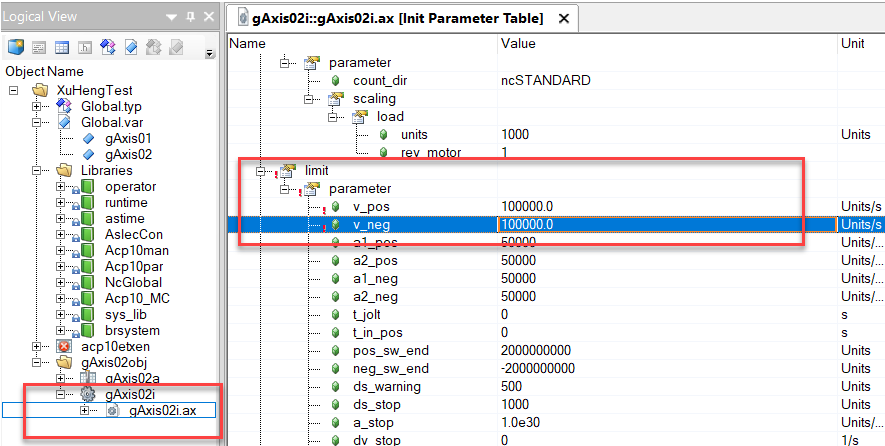 Logical View
gAxis02i::gAxis02i.ax [Init Parameter Table]
Object Name
XuHengTest
Global.typ
Global.var
gAxis01
gAxis02
Libraries
operator
runtime
astime
AslecCon
Acp10man
Acp10par
NcGlobal
Acp10_MC
sys_lib
brsystem
acp10etxen
gAxis02obj
gAxis02a
gAxis02i
gAxis02i.ax
Name Value Unit
parameter
count_dir ncSTANDARD
scaling
load
units 1000 Units
rev_motor 1
limit
parameter
v_pos 100000.0 Units/s
v_neg 100000.0 Units/s
a1_pos 50000 Units/...
a2_pos 50000 Units/...
a1_neg 50000 Units/...
a2_neg 50000 Units/...
t_jolt 0 s
t_in_pos 0 s
pos_sw_end 2000000000 Units
neg_sw_end -2000000000 Units
ds_warning 500 Units
ds_stop 1000 Units
a_stop 1.0e30 Units/...
dv_stop 0 1/s